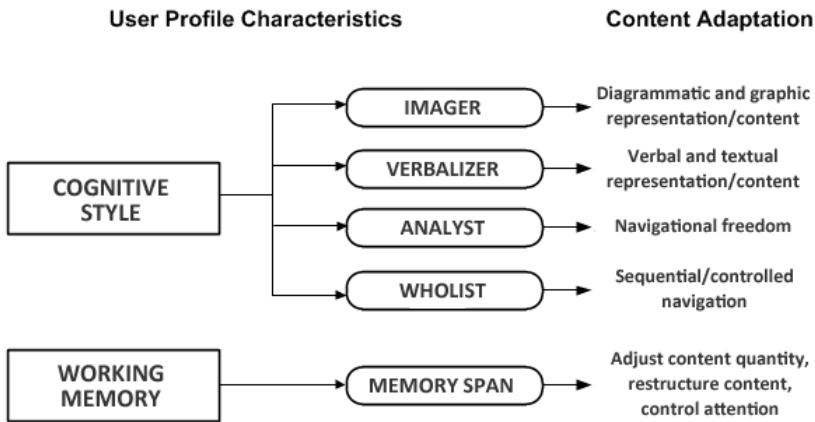 User Profile Characteristics
Content Adaptation
IMAGER
Diagrammatic and graphic
representation/content
VERBALIZER
Verbal and textual
representation/content
COGNITIVE
STYLE
ANALYST
Navigational freedom
WHOLIST
Sequential/controlled
navigation
WORKING
MEMORY
MEMORY SPAN
Adjust content quantity,
restructure content,
control attention